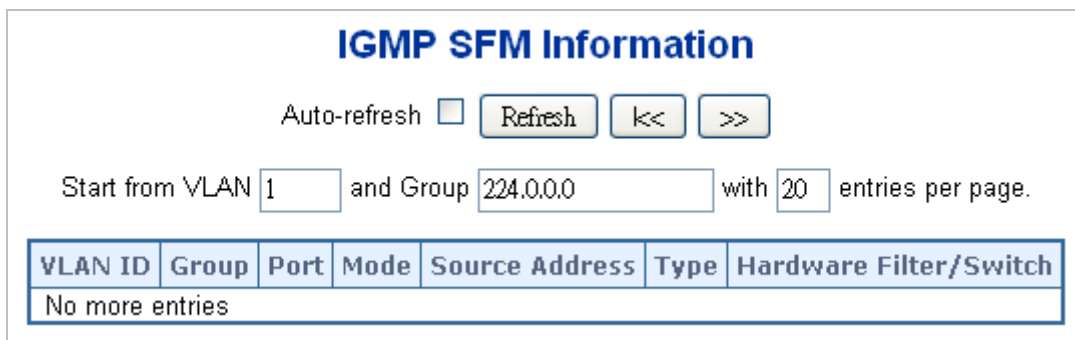 IGMP SFM Information
Auto-refresh Refresh |<< >>
Start from VLAN 1 and Group 224.0.0.0 with 20 entries per page.
VLAN ID Group Port Mode Source Address Type Hardware Filter/Switch
No more entries